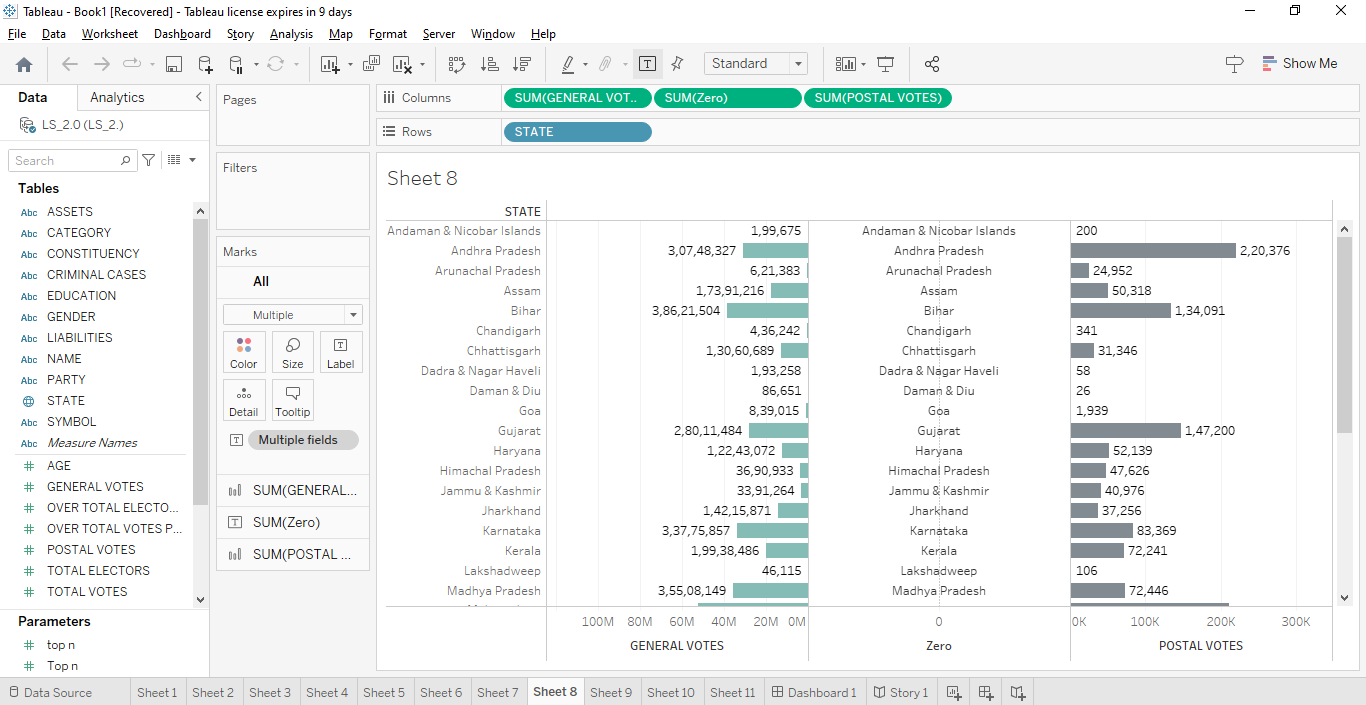 Tableau - Book1 [Recovered] - Tableau license expires in 9 days
File Data Worksheet Dashboard Story Analysis Map Format Server Window Help
Standard
Show Me
Data Analytics
LS_2.0 (LS_2.)
Search
Tables
Abc ASSETS
Abc CATEGORY
Abc CONSTITUENCY
Abc CRIMINAL CASES
Abc EDUCATION
Abc GENDER
Abc LIABILITIES
Abc NAME
Abc PARTY
STATE
Abc SYMBOL
Abc Measure Names
# AGE
# GENERAL VOTES
# OVER TOTAL ELECTO...
# OVER TOTAL VOTES P...
# POSTAL VOTES
# TOTAL ELECTORS
# TOTAL VOTES
Parameters
# top n
# Top n
Pages
Filters
Marks
All
Multiple
Color Size Label
Detail Tooltip
Multiple fields
SUM(GENERAL...
SUM(Zero)
SUM(POSTAL ...
Columns SUM(GENERAL VOT.. SUM(Zero) SUM(POSTAL VOTES)
Rows STATE
Sheet 8
STATE
Andaman & Nicobar Islands 1,99,675 Andaman & Nicobar Islands 200
Andhra Pradesh 3,07,48,327 Andhra Pradesh 2,20,376
Arunachal Pradesh 6,21,383 Arunachal Pradesh 24,952
Assam 1,73,91,216 Assam 50,318
Bihar 3,86,21,504 Bihar 1,34,091
Chandigarh 4,36,242 Chandigarh 341
Chhattisgarh 1,30,60,689 Chhattisgarh 31,346
Dadra & Nagar Haveli 1,93,258 Dadra & Nagar Haveli 58
Daman & Diu 86,651 Daman & Diu 26
Goa 8,39,015 Goa 1,939
Gujarat 2,80,11,484 Gujarat 1,47,200
Haryana 1,22,43,072 Haryana 52,139
Himachal Pradesh 36,90,933 Himachal Pradesh 47,626
Jammu & Kashmir 33,91,264 Jammu & Kashmir 40,976
Jharkhand 1,42,15,871 Jharkhand 37,256
Karnataka 3,37,75,857 Karnataka 83,369
Kerala 1,99,38,486 Kerala 72,241
Lakshadweep 46,115 Lakshadweep 106
Madhya Pradesh 3,55,08,149 Madhya Pradesh 72,446
100M 80M 60M 40M 20M 0M 0 0K 100K 200K 300K
GENERAL VOTES Zero POSTAL VOTES
Data Source Sheet 1 Sheet 2 Sheet 3 Sheet 4 Sheet 5 Sheet 6 Sheet 7 Sheet 8 Sheet 9 Sheet 10 Sheet 11 Dashboard 1 Story 1